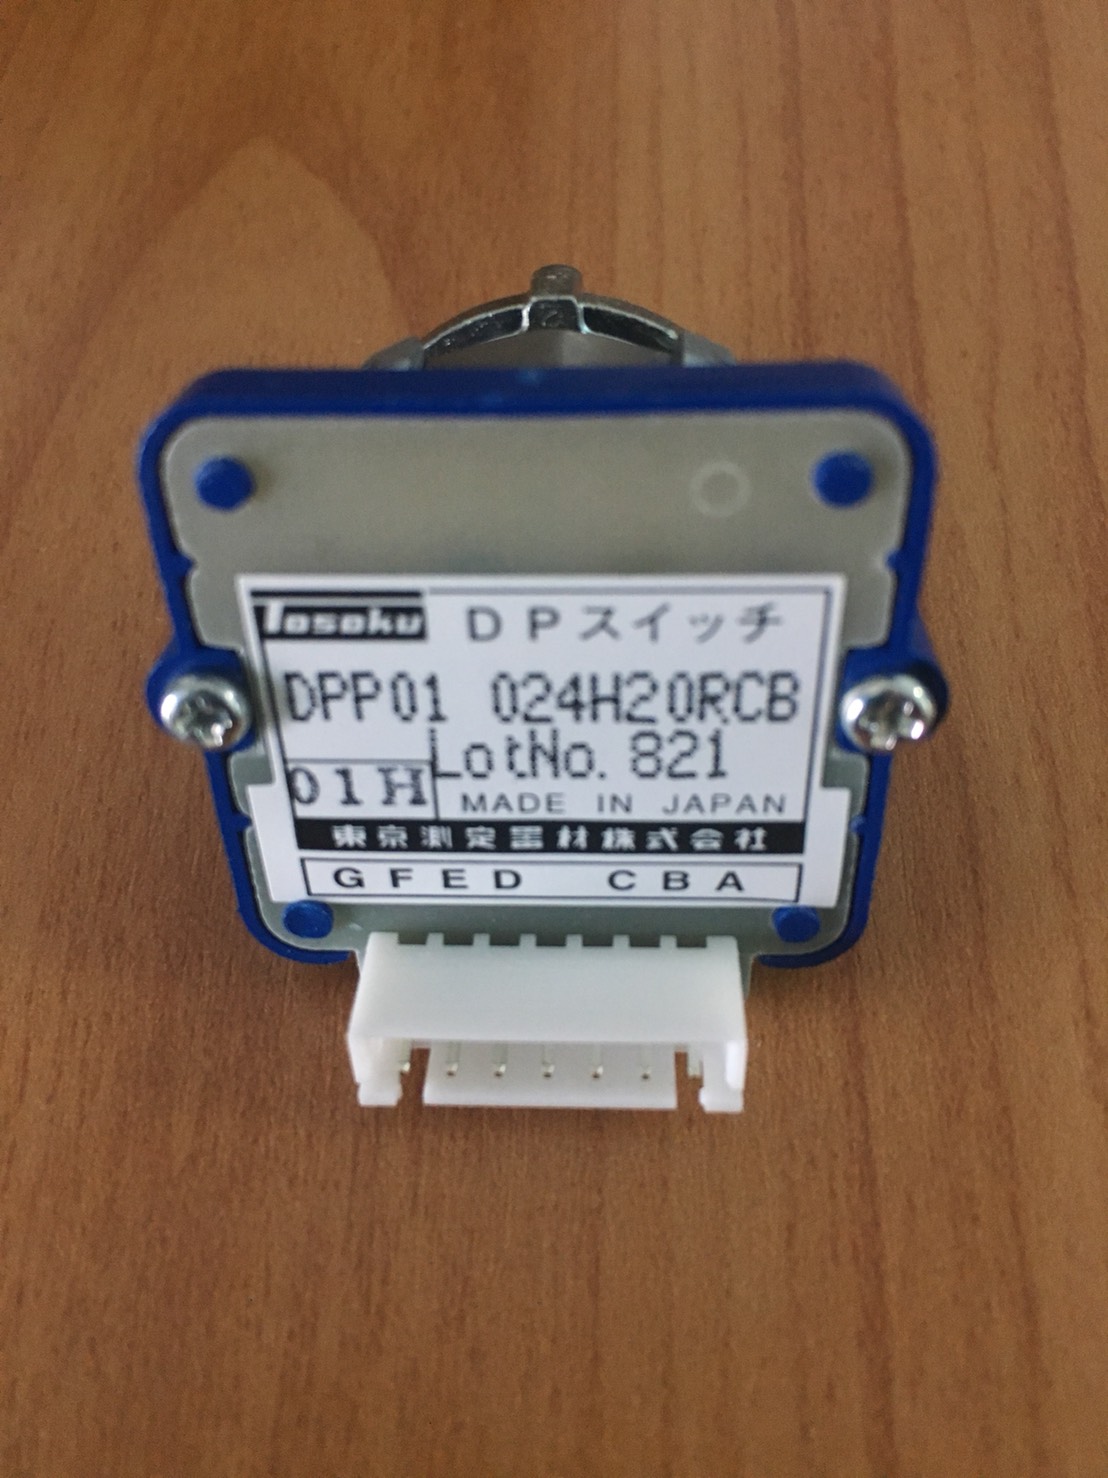 Tosoku DPスイッチ
DPP01 024H20RCB
LotNo. 821
01H MADE IN JAPAN
東京測定器材株式会社
GFED CBA